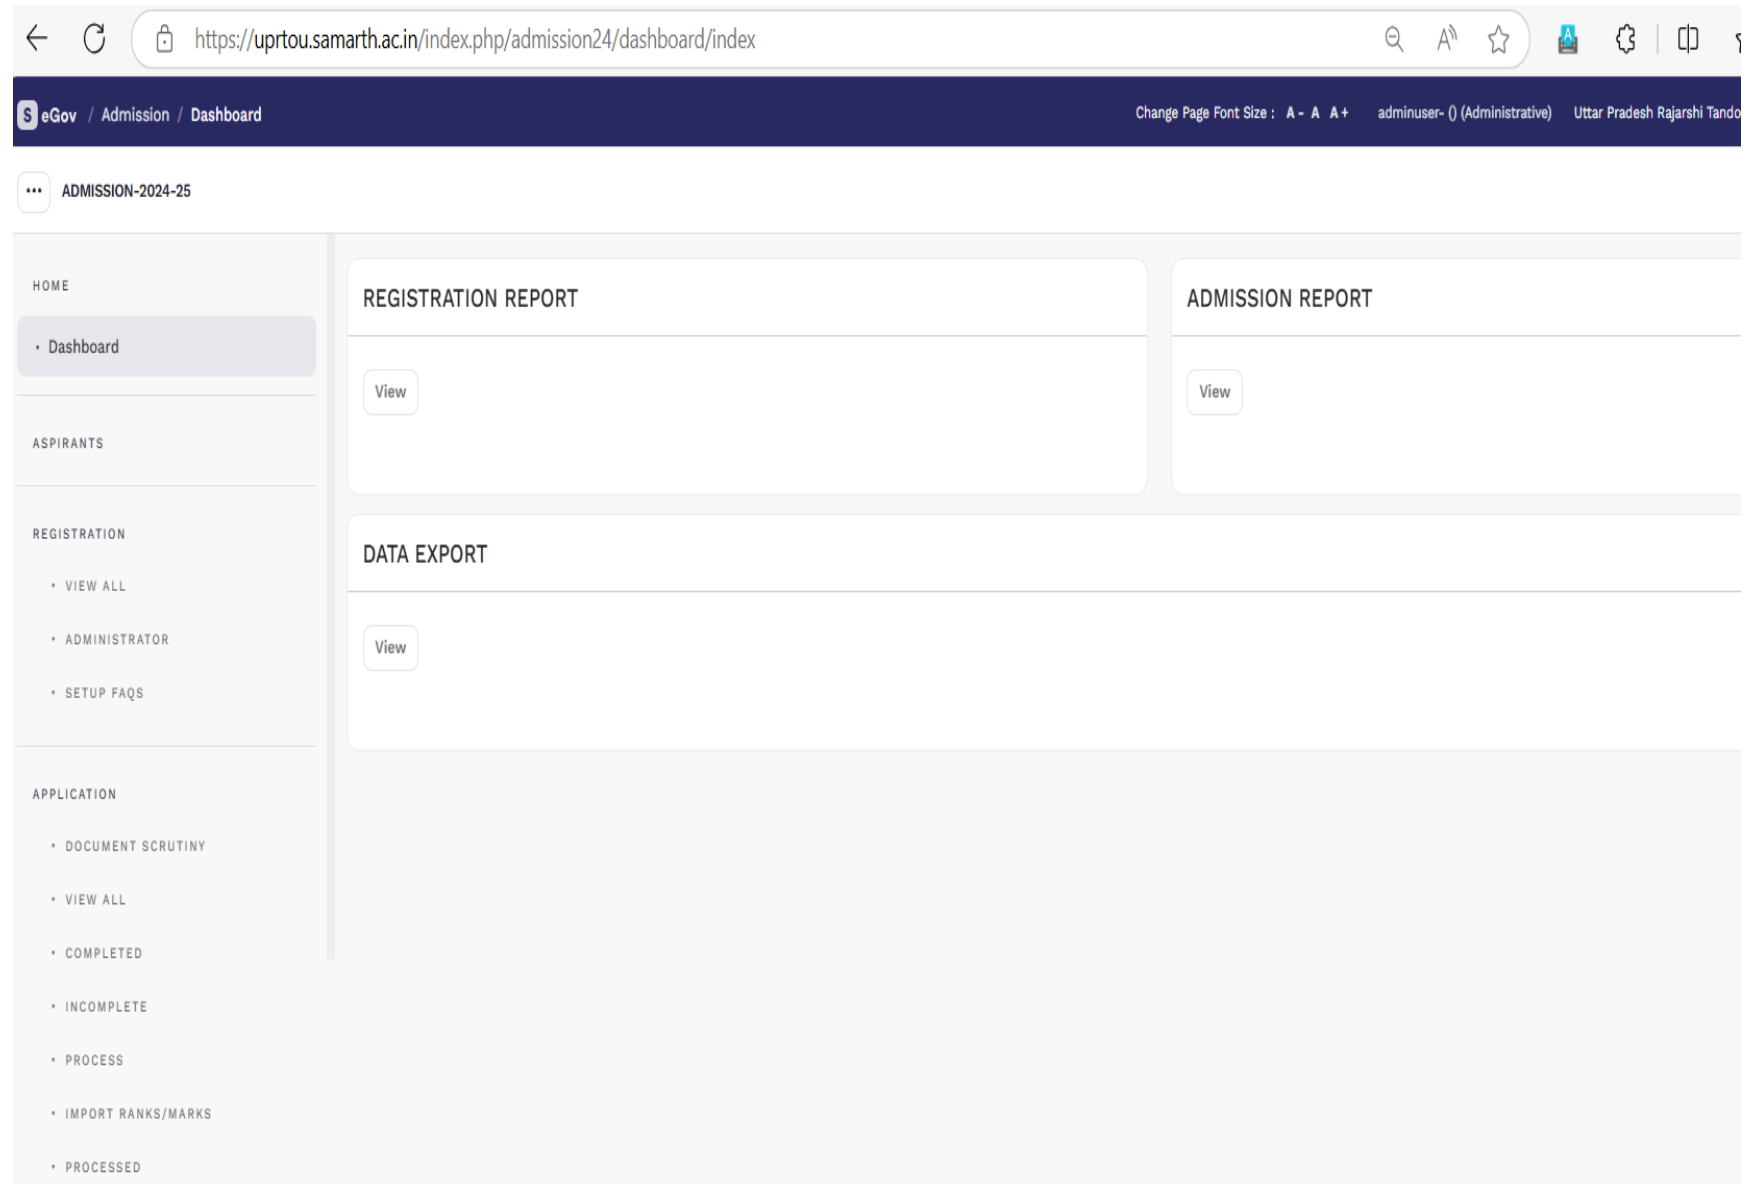 https://uprtou.samarth.ac.in/index.php/admission24/dashboard/index
S eGov / Admission / Dashboard
Change Page Font Size : A - A A + adminuser- () (Administrative) Uttar Pradesh Rajarshi Tando
ADMISSION-2024-25
HOME
Dashboard
ASPIRANTS
REGISTRATION
VIEW ALL
ADMINISTRATOR
SETUP FAQS
APPLICATION
DOCUMENT SCRUTINY
VIEW ALL
COMPLETED
INCOMPLETE
PROCESS
IMPORT RANKS/MARKS
PROCESSED
REGISTRATION REPORT
View
ADMISSION REPORT
View
DATA EXPORT
View